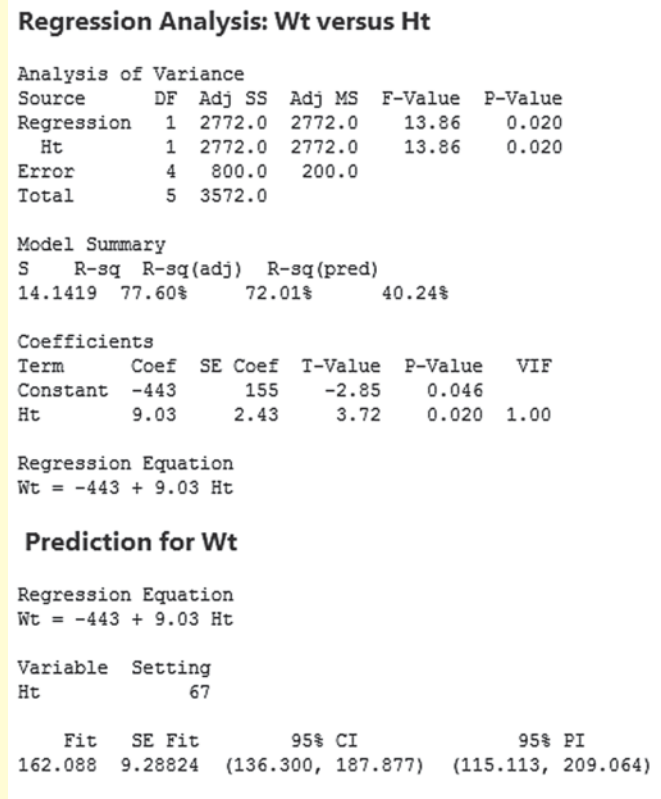 Regression Analysis: Wt versus Ht
Analysis of Variance
Source DF Adj SS Adj MS F-Value P-Value
Regression 1 2772.0 2772.0 13.86 0.020
Ht 1 2772.0 2772.0 13.86 0.020
Error 4 800.0 200.0
Total 5 3572.0
Model Summary
S R-sq R-sq(adj) R-sq(pred)
14.1419 77.60% 72.01% 40.24%
Coefficients
Term Coef SE Coef T-Value P-Value VIF
Constant -443 155 -2.85 0.046
Ht 9.03 2.43 3.72 0.020 1.00
Regression Equation
Wt = -443 + 9.03 Ht
Prediction for Wt
Regression Equation
Wt = -443 + 9.03 Ht
Variable Setting
Ht 67
Fit SE Fit 95% CI 95% PI
162.088 9.28824 (136.300, 187.877) (115.113, 209.064)